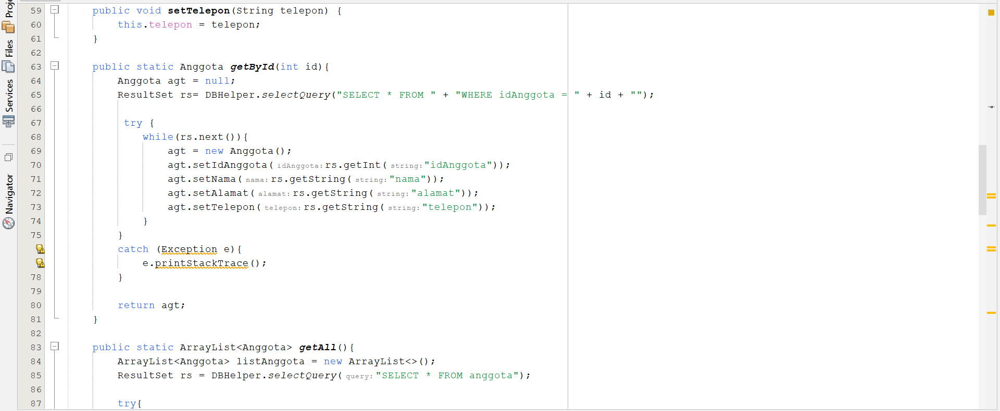 Proje
Files
Services
Navigator
59 public void setTelepon(String telepon) {
60 this.telepon = telepon;
61 }
62
63 public static Anggota getById(int id){
64 Anggota agt = null;
65 ResultSet rs= DBHelper.selectQuery("SELECT * FROM " + "WHERE idAnggota = " + id + "");
66
67 try {
68 while(rs.next()){
69 agt = new Anggota();
70 agt.setIdAnggota( idAnggota: rs.getInt( string: "idAnggota"));
71 agt.setNama( nama: rs.getString( string: "nama"));
72 agt.setAlamat( alamat: rs.getString( string: "alamat"));
73 agt.setTelepon( telepon: rs.getString( string: "telepon"));
74 }
75 }
catch (Exception e){
e.printStackTrace();
78 }
79
80 return agt;
81 }
82
83 public static ArrayList<Anggota> getAll(){
84 ArrayList<Anggota> listAnggota = new ArrayList<>();
85 ResultSet rs = DBHelper.selectQuery( query: "SELECT * FROM anggota");
86
87 try{